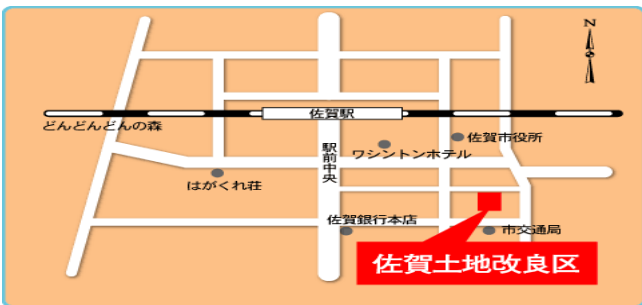 N
佐賀駅
どんどんどんの森
佐賀市役所
駅前中央
ワシントンホテル
はがくれ荘
佐賀銀行本店
市交通局
佐賀土地改良区